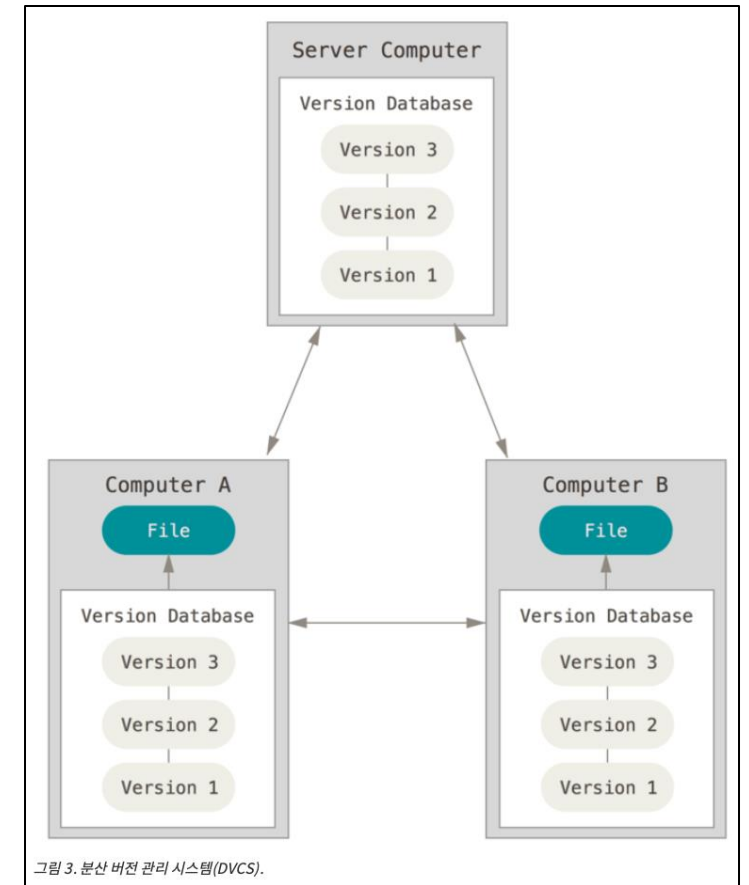 Server Computer
Version Database
Version 3
Version 2
Version 1
Computer A
File
Version Database
Version 3
Version 2
Version 1
Computer B
File
Version Database
Version 3
Version 2
Version 1
그림 3. 분산 버전 관리 시스템(DVCS).